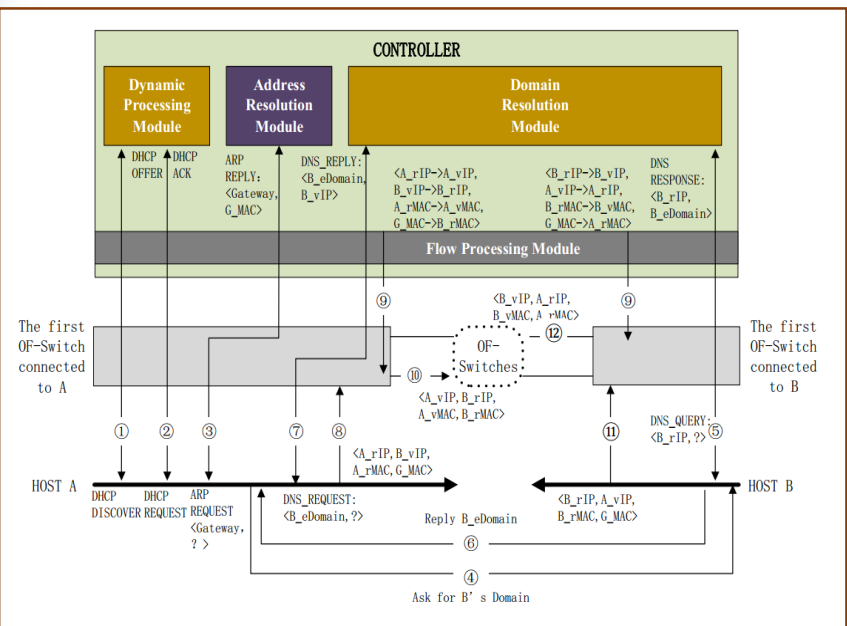 CONTROLLER
Dynamic
Processing
Module
Address
Resolution
Module
Domain
Resolution
Module
DHCP
OFFER
DHCP
ACK
ARP
REPLY:
<Gateway,
G_MAC>
DNS_REPLY:
<B_eDomain,
B_vIP>
<A_rIP->A_vIP,
B_vIP->B_rIP,
A_rMAC->A_vMAC,
G_MAC->B_rMAC>
<B_rIP->B_vIP,
A_vIP->A_rIP,
B_rMAC->B_vMAC,
G_MAC->A_rMAC>
DNS
RESPONSE:
<B_rIP,
B_eDomain>
Flow Processing Module
⑨
⑨
<B_vIP,A_rIP,
B_vMAC,A_rMAC>
⑫
The first
OF-Switch
connected
to A
OF-
Switches
The first
OF-Switch
connected
to B
⑩
<A_vIP,B_rIP,
A_vMAC,B_rMAC>
①
②
③
⑦
⑧
⑪
DNS_QUERY:
<B_rIP,?>
⑤
<A_rIP,B_vIP,
A_rMAC,G_MAC>
HOST A
HOST B
DHCP
DISCOVER
DHCP
REQUEST
ARP
REQUEST
<Gateway,
? >
DNS_REQUEST:
<B_eDomain,?>
<B_rIP,A_vIP,
B_rMAC,G_MAC>
Reply B_eDomain
⑥
④
Ask for B's Domain